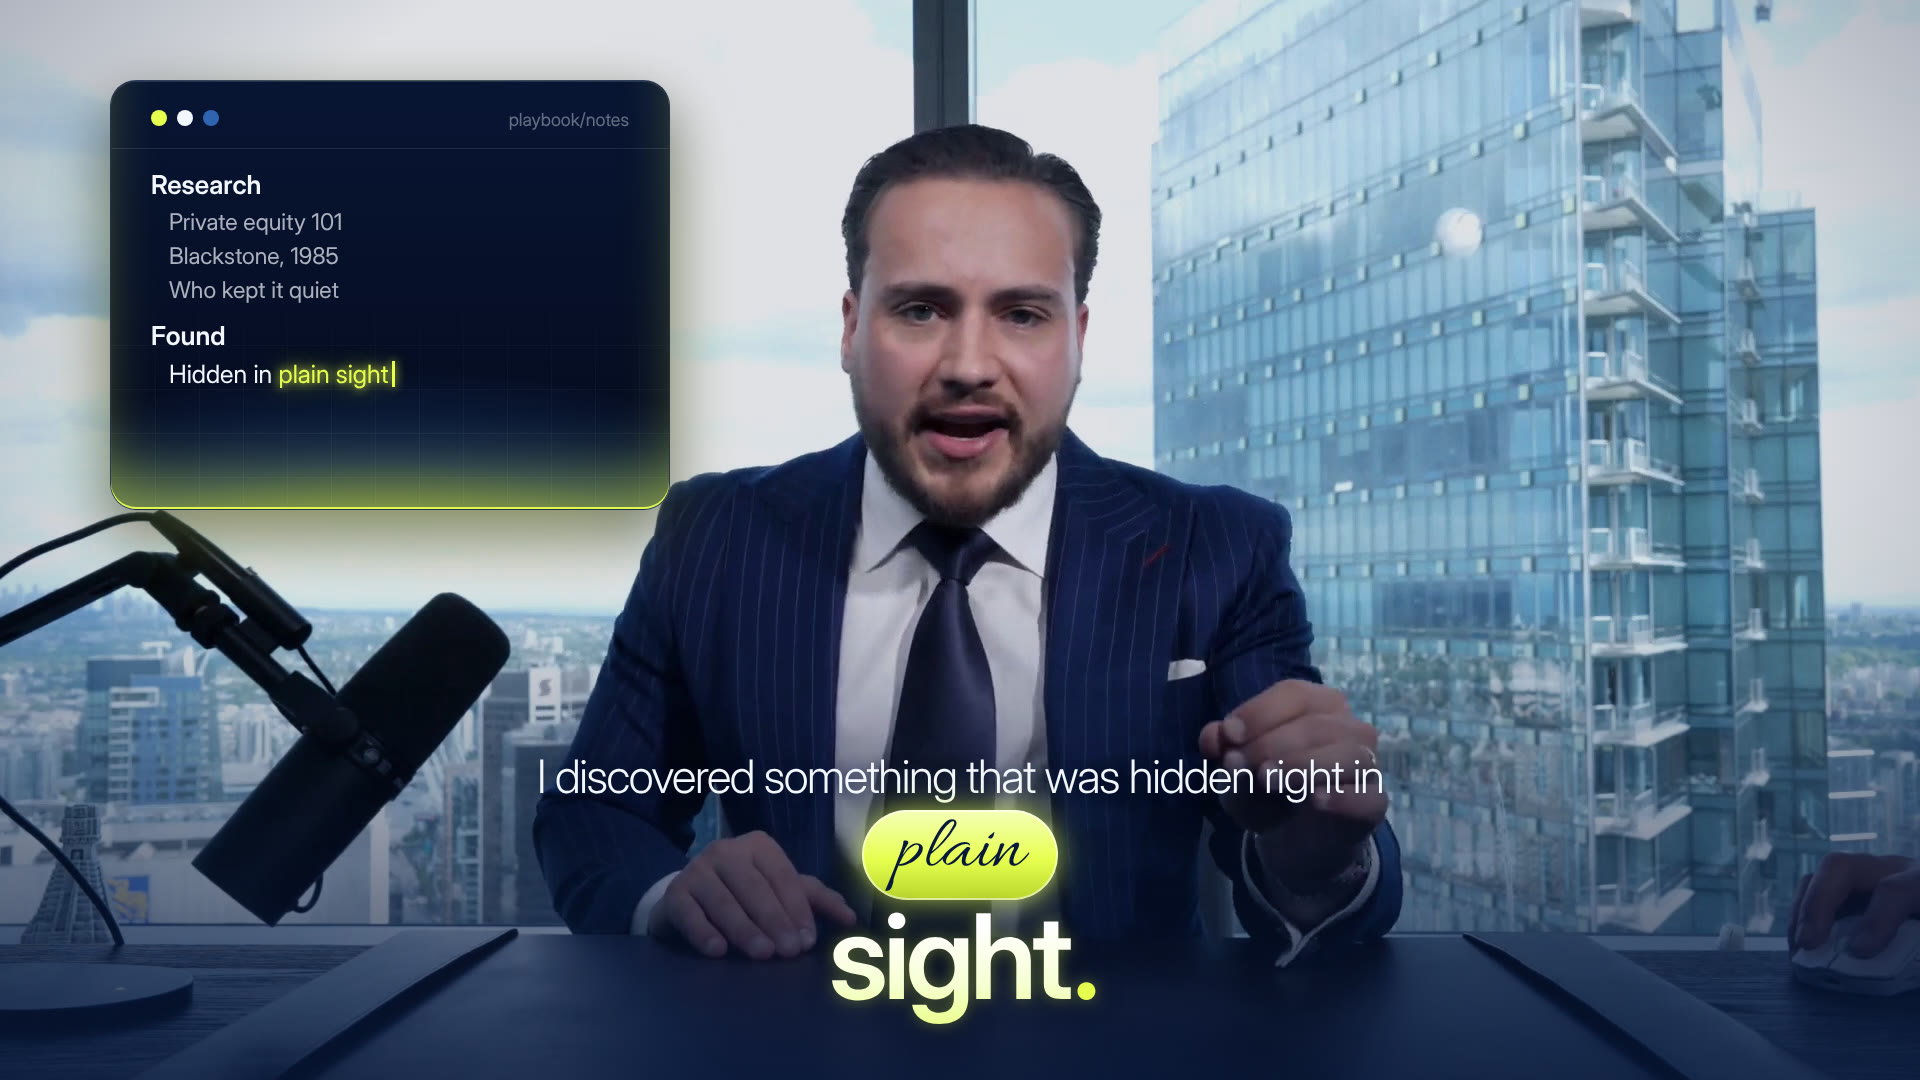 playbook/notes
Research
Private equity 101
Blackstone, 1985
Who kept it quiet
Found
Hidden in plain sight
I discovered something that was hidden right in
plain
sight.